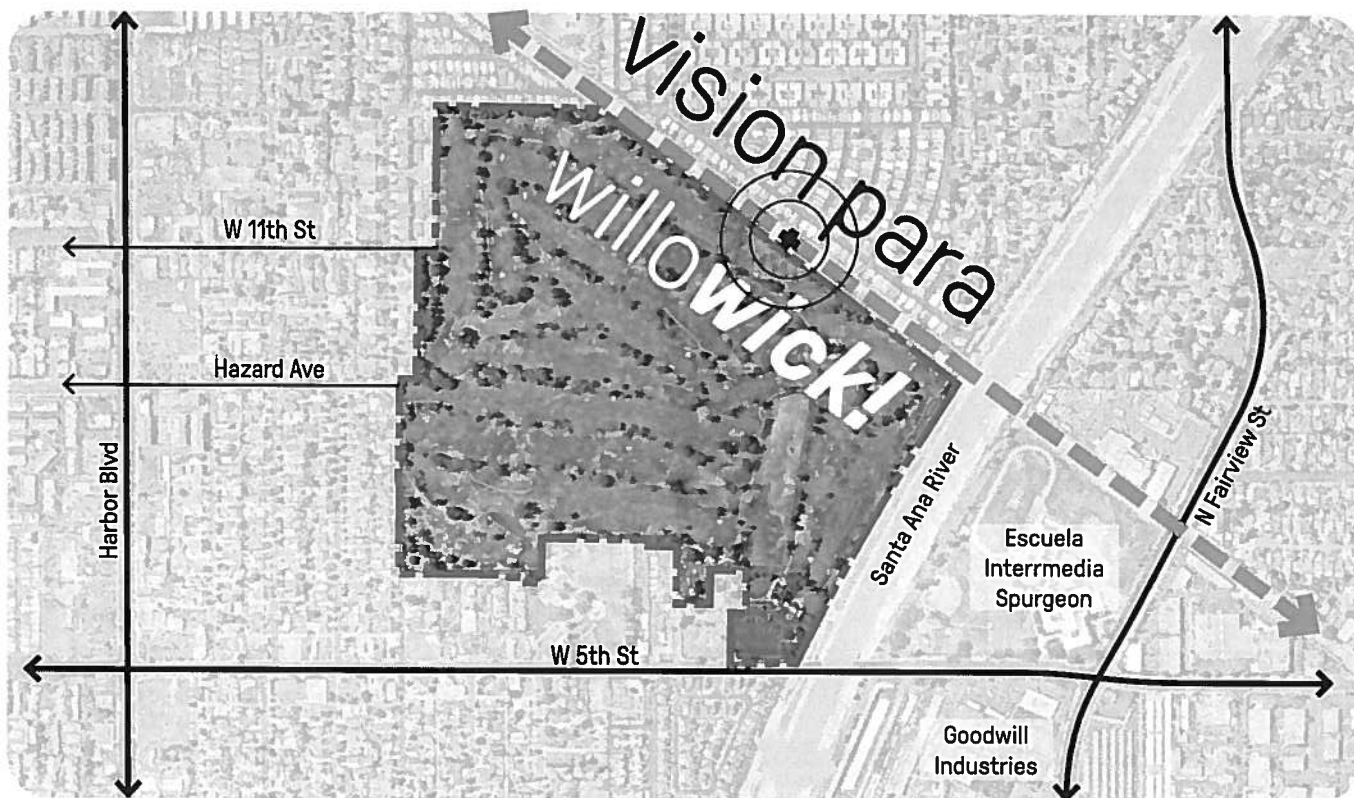 vision para
willowick!
W 11th St
Hazard Ave
Harbor Blvd
Santa Ana River
N Fairview St
Escuela
Interrmedia
Spurgeon
W 5th St
Goodwill
Industries